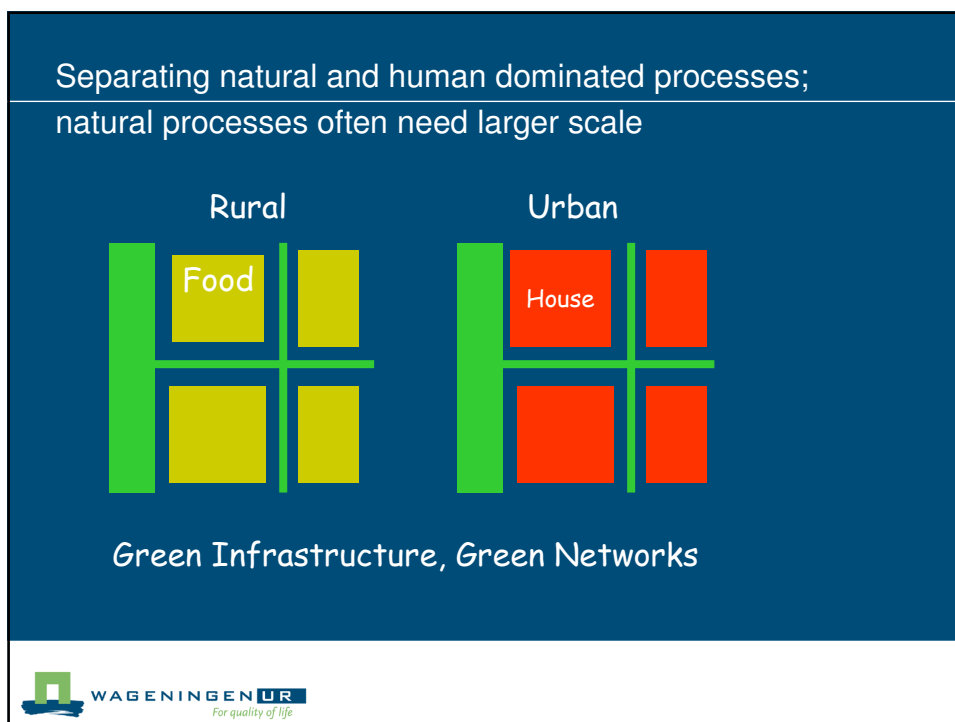 Separating natural and human dominated processes;
natural processes often need larger scale
Rural
Urban
Food
House
Green Infrastructure, Green Networks
WAGENINGEN UR
For quality of life